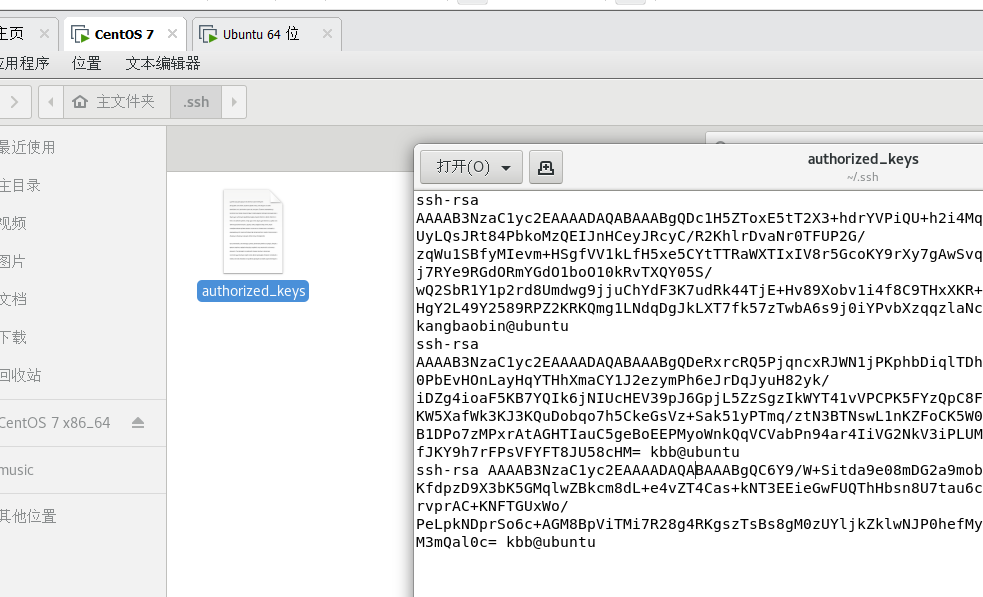 主页
CentOS 7
Ubuntu 64 位
应用程序 位置 文本编辑器
主文件夹 .ssh
最近使用
主目录
视频
图片
文档
下载
回收站
CentOS 7 x86_64
music
其他位置
authorized_keys
打开(O)
authorized_keys
~/.ssh
ssh-rsa
AAAAB3NzaC1yc2EAAAADAQABAAABgQDc1H5ZToxE5tT2X3+hdrYVPiQU+h2i4Mq
UyLQsJRt84PbkoMzQEIJnHCeyJRcyC/R2KhlrDvaNr0TFUP2G/
zqWu1SBfyMIevm+HSgfVV1kLfH5xe5CYtTTRaWXTIxIV8r5GcoKY9rXy7gAwSvq
j7RYe9RGdORmYGdO1boO10kRvTXQY05S/
wQ2SbR1Y1p2rd8Umdwg9jjuChYdF3K7udRk44TjE+Hv89Xobv1i4f8C9THxXKR+
HgY2L49Y2589RPZ2KRKQmg1LNdqDgJkLXT7fk57zTwbA6s9j0iYPvbXzqqzlaNc
kangbaobin@ubuntu
ssh-rsa
AAAAB3NzaC1yc2EAAAADAQABAAABgQDeRxrcRQ5PjqncxRJWN1jPKphbDiqlTDh
0PbEvHOnLayHqYTHhXmaCY1J2ezymPh6eJrDqJyuH82yk/
iDZg4ioaF5KB7YQIk6jNIUcHEV39pJ6GpjL5ZzSgzIkWYT41vVPCPK5FYzQpC8F
KW5XafWk3KJ3KQuDobqo7h5CkeGsVz+Sak51yPTmq/ztN3BTNswL1nKZFoCK5W0
B1DPo7zMPxrAtAGHTIauC5geBoEEPMyoWnkQqVCVabPn94ar4IiVG2NkV3iPLUM
fJKY9h7rFPsVFYFT8JU58cHM= kbb@ubuntu
ssh-rsa AAAAB3NzaC1yc2EAAAADAQABAAABgQC6Y9/W+Sitda9e08mDG2a9mob
KfdpzD9X3bK5GMqlwZBkcm8dL+e4vZT4Cas+kNT3EEieGwFUQThHbsn8U7tau6c
rvprAC+KNFTGUxWo/
PeLpkNDprSo6c+AGM8BpViTMi7R28g4RKgszTsBs8gM0zUYljkZklwNJP0hefMy
M3mQal0c= kbb@ubuntu